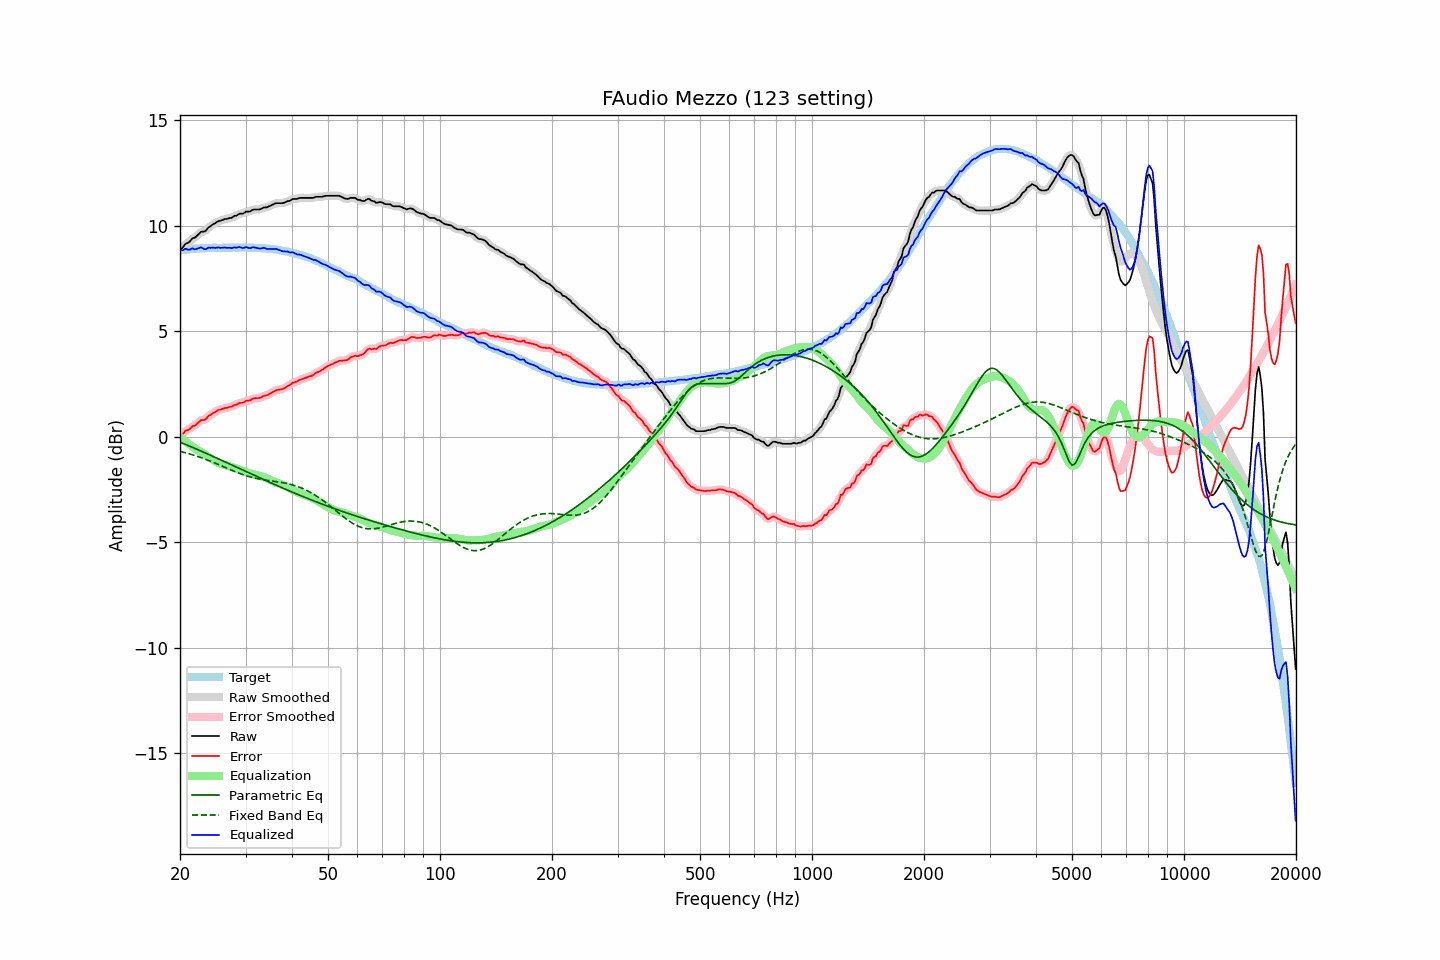 FAudio Mezzo (123 setting)
Amplitude (dBr)
15
10
5
0
−5
−10
−15
Target
Raw Smoothed
Error Smoothed
Raw
Error
Equalization
Parametric Eq
Fixed Band Eq
Equalized
20 50 100 200 500 1000 2000 5000 10000 20000
Frequency (Hz)